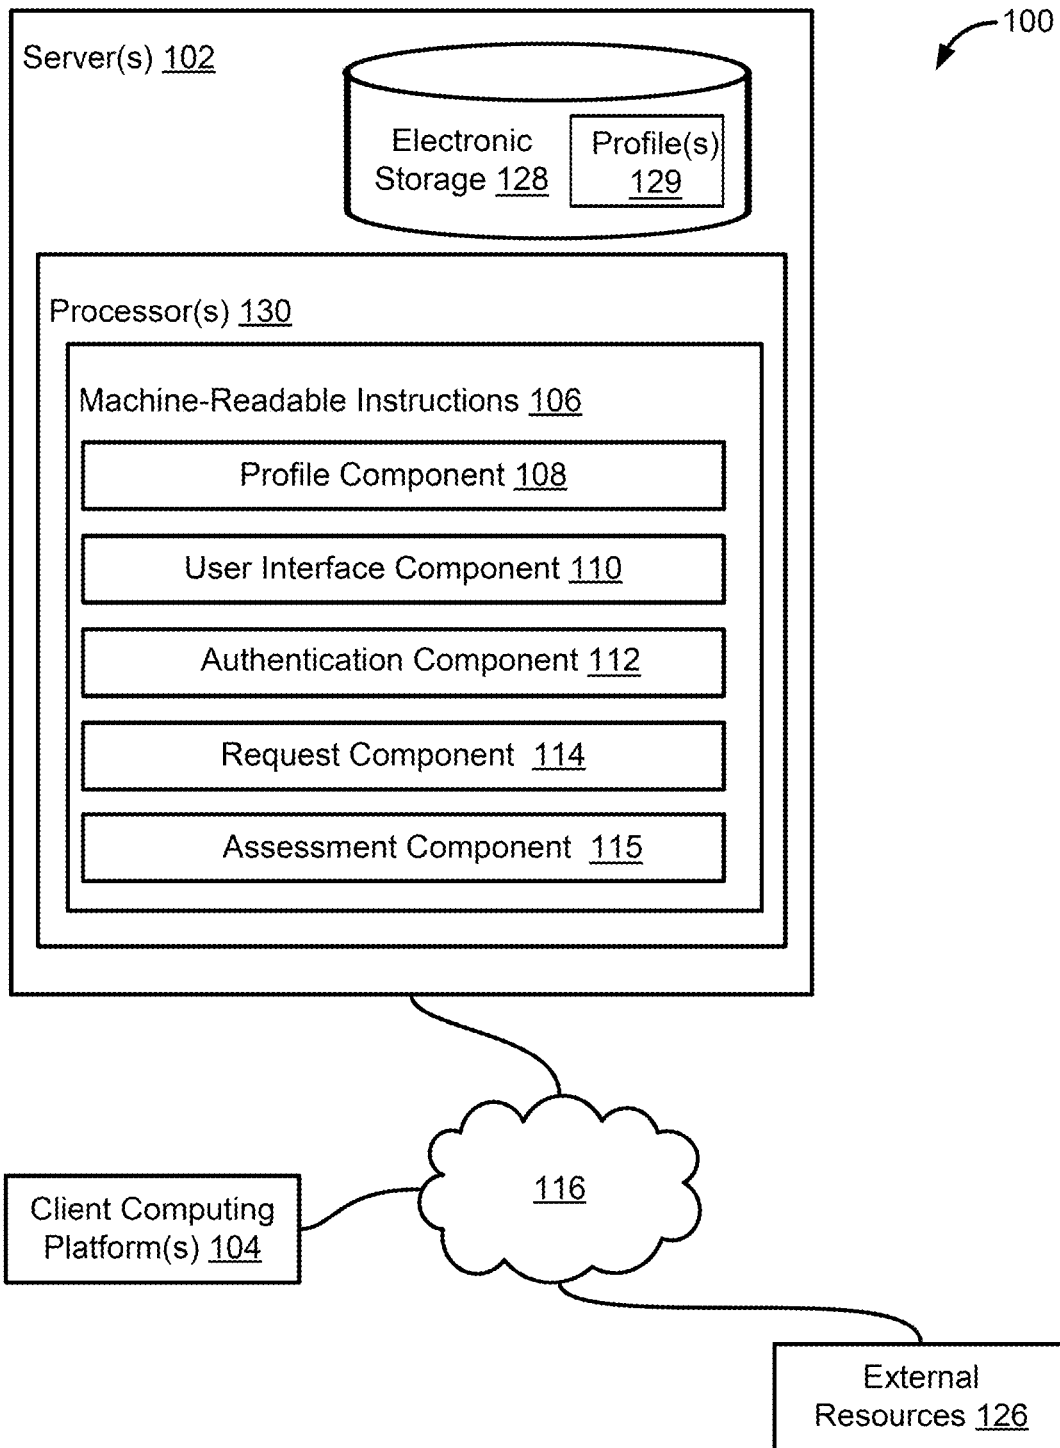 100
Server(s) 102
Electronic
Storage 128
Profile(s)
129
Processor(s) 130
Machine-Readable Instructions 106
Profile Component 108
User Interface Component 110
Authentication Component 112
Request Component 114
Assessment Component 115
116
Client Computing
Platform(s) 104
External
Resources 126